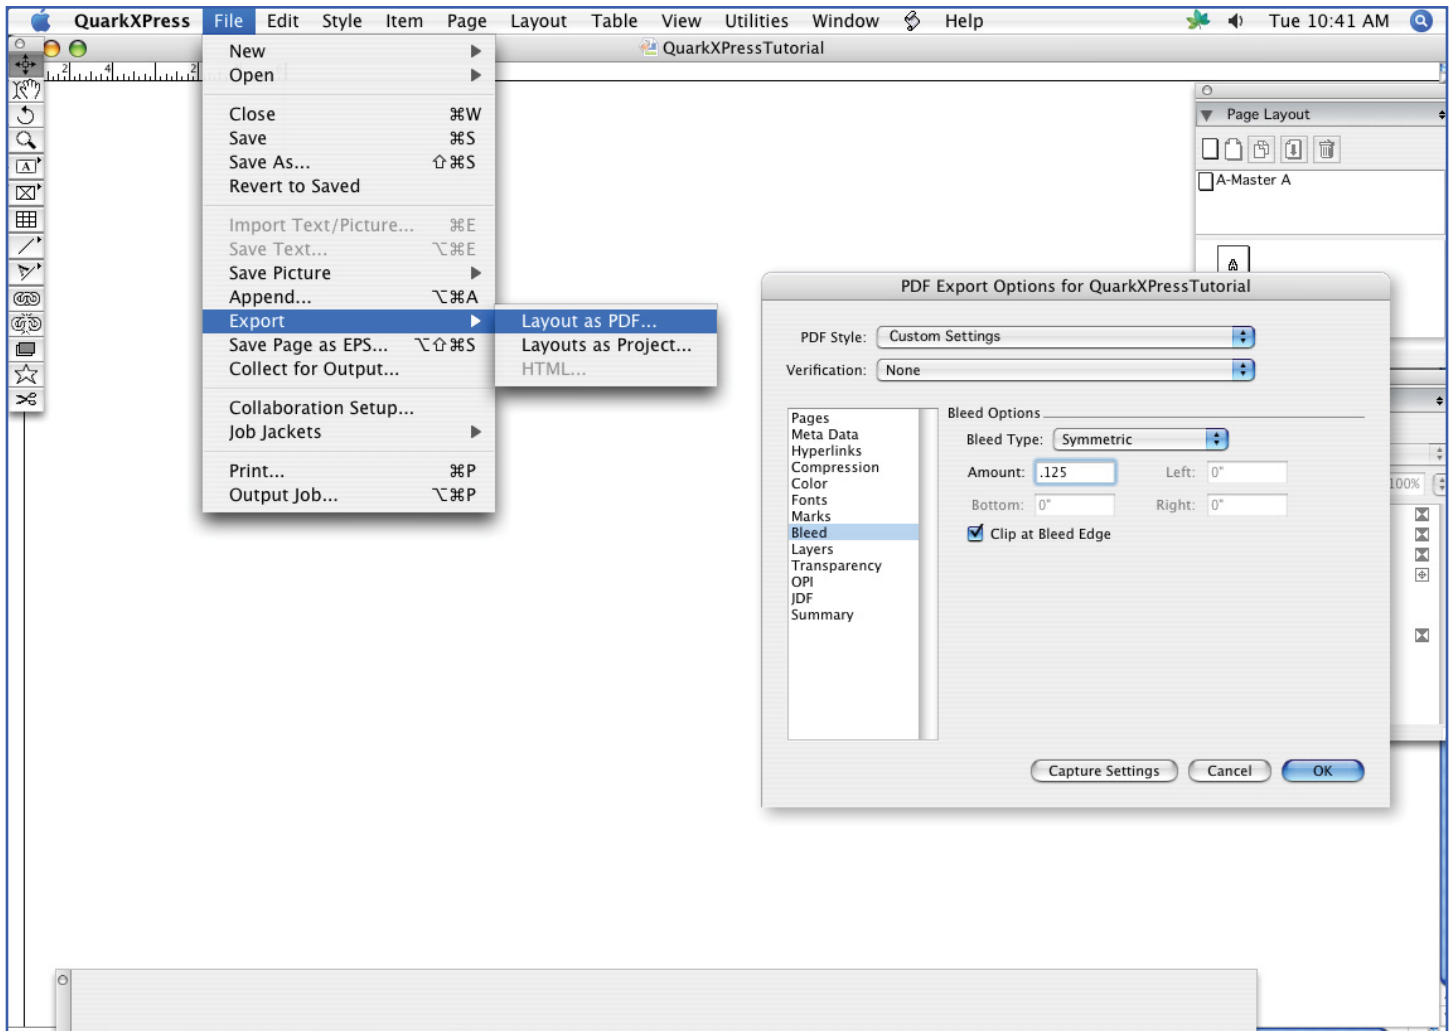 QuarkXPress File Edit Style Item Page Layout Table View Utilities Window Help Tue 10:41 AM
QuarkXPressTutorial
2 4 2
New
Open
Close ⌘W
Save ⌘S
Save As... ⇧⌘S
Revert to Saved
Import Text/Picture... ⌘E
Save Text... ⌥⌘E
Save Picture
Append... ⌥⌘A
Export
Save Page as EPS... ⌥⇧⌘S
Collect for Output...
Collaboration Setup...
Job Jackets
Print... ⌘P
Output Job... ⌥⌘P
Layout as PDF...
Layouts as Project...
HTML...
Page Layout
A-Master A
A
A
PDF Export Options for QuarkXPressTutorial
PDF Style: Custom Settings
Verification: None
Pages
Meta Data
Hyperlinks
Compression
Color
Fonts
Marks
Bleed
Layers
Transparency
OPI
JDF
Summary
Bleed Options
Bleed Type: Symmetric
Amount: .125 Left: 0"
Bottom: 0" Right: 0"
Clip at Bleed Edge
Capture Settings Cancel OK
100%